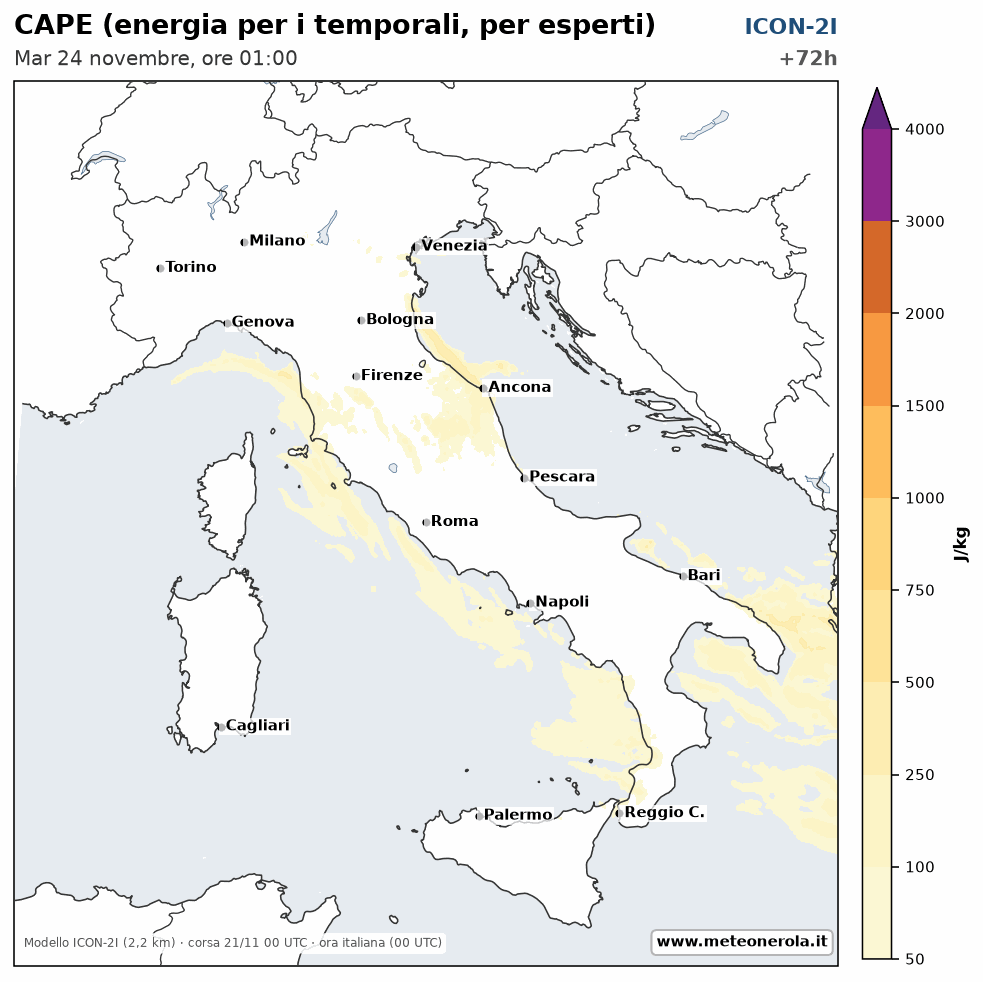 CAPE (energia per i temporali, per esperti)
ICON-2I
Mar 24 novembre, ore 01:00
+72h
4000
3000
2000
1500
1000
750
500
250
100
50
J/kg
Milano
Venezia
Torino
Genova
Bologna
Firenze
Ancona
Pescara
Roma
Bari
Napoli
Cagliari
Palermo
Reggio C.
Modello ICON-2I (2,2 km) · corsa 21/11 00 UTC · ora italiana (00 UTC)
www.meteonerola.it